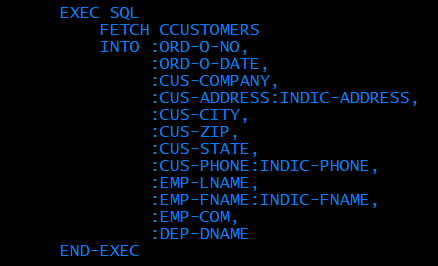 EXEC SQL
FETCH CCUSTOMERS
INTO :ORD-O-NO,
:ORD-O-DATE,
:CUS-COMPANY,
:CUS-ADDRESS:INDIC-ADDRESS,
:CUS-CITY,
:CUS-ZIP,
:CUS-STATE,
:CUS-PHONE:INDIC-PHONE,
:EMP-LNAME,
:EMP-FNAME:INDIC-FNAME,
:EMP-COM,
:DEP-DNAME
END-EXEC